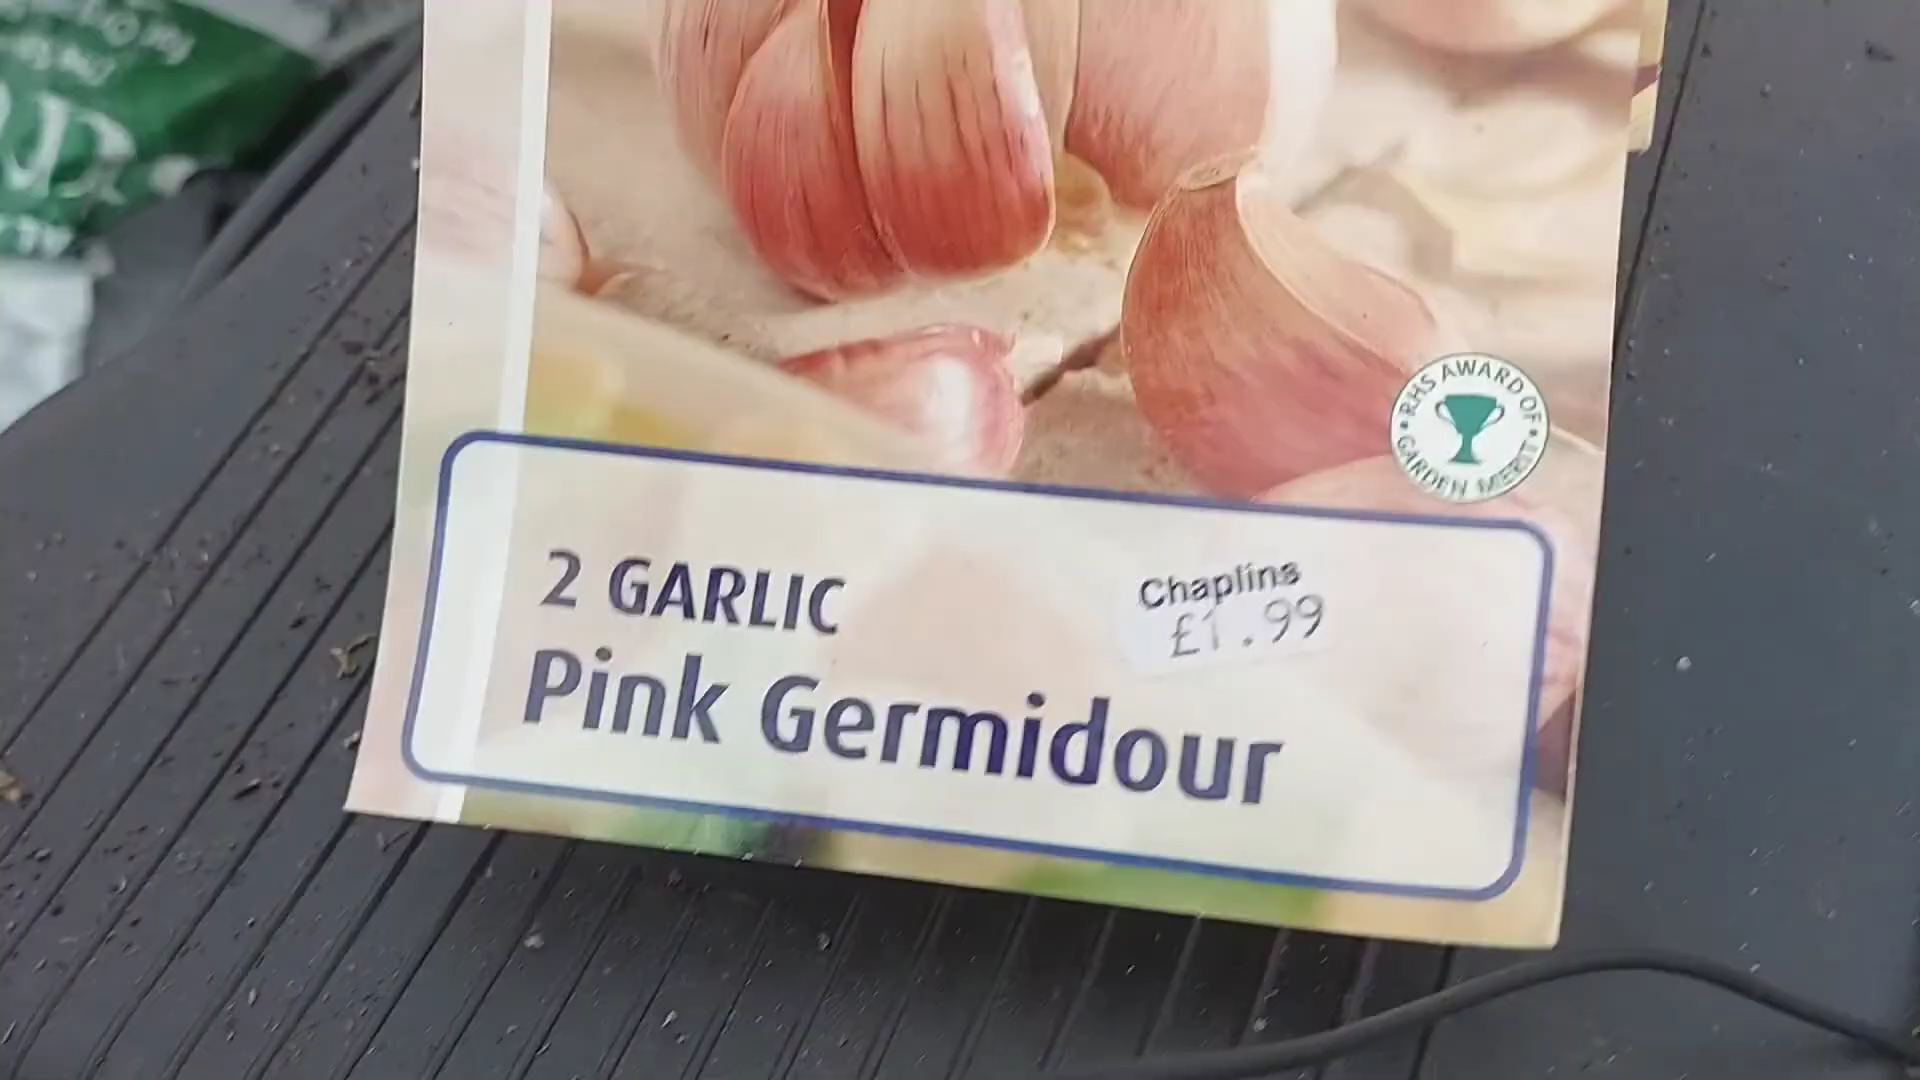 RHS AWARD OF
GARDEN MERIT
2 GARLIC
Chaplins
£1.99
Pink Germidour